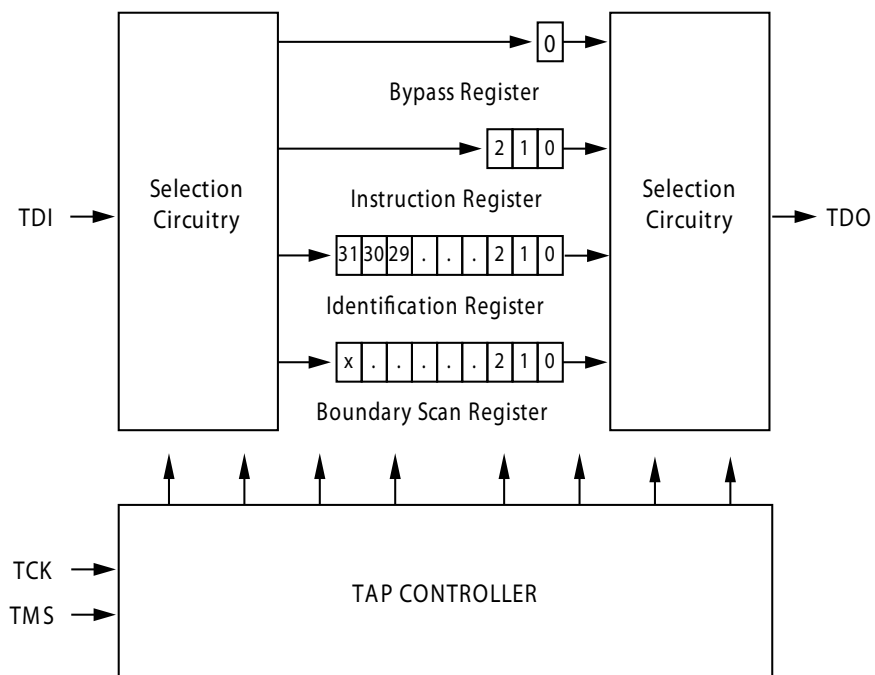 0
Bypass Register
2 1 0
Selection
Circuitry
Instruction Register
Selection
Circuitry
TDI
TDO
31 30 29 . . . 2 1 0
Identification Register
x . . . . . 2 1 0
Boundary Scan Register
TCK
TMS
TAP CONTROLLER